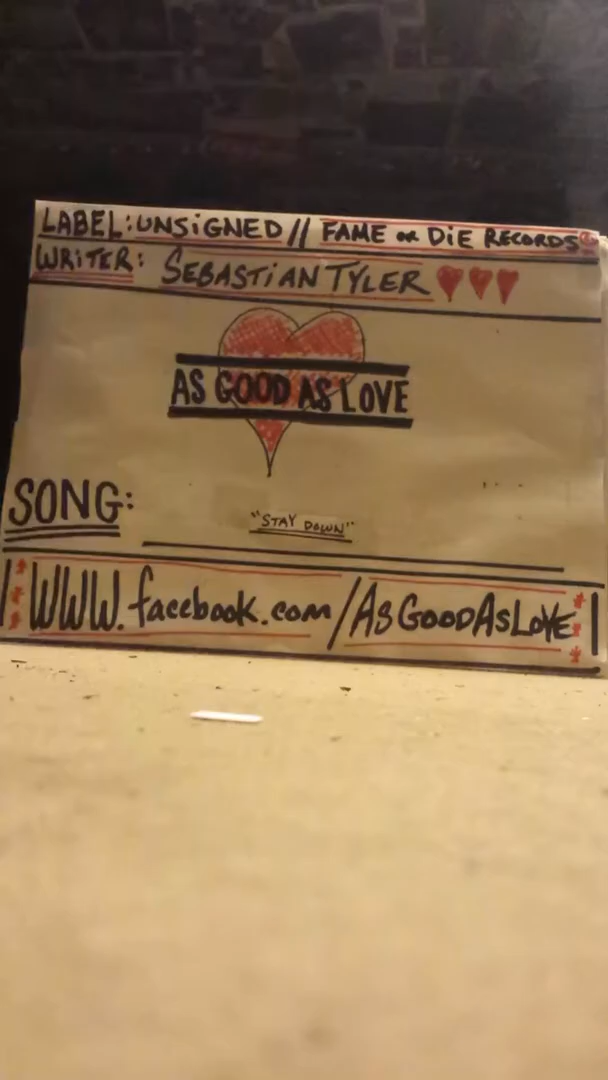 LABEL: UNSiGNED // FAME or DiE RECORDS
WRiTER: SEBASTiAN TYLER
AS GOOD AS LOVE
SONG:
"STAY DOWN"
WWW.facebook.com/AsGoodAsLoVE